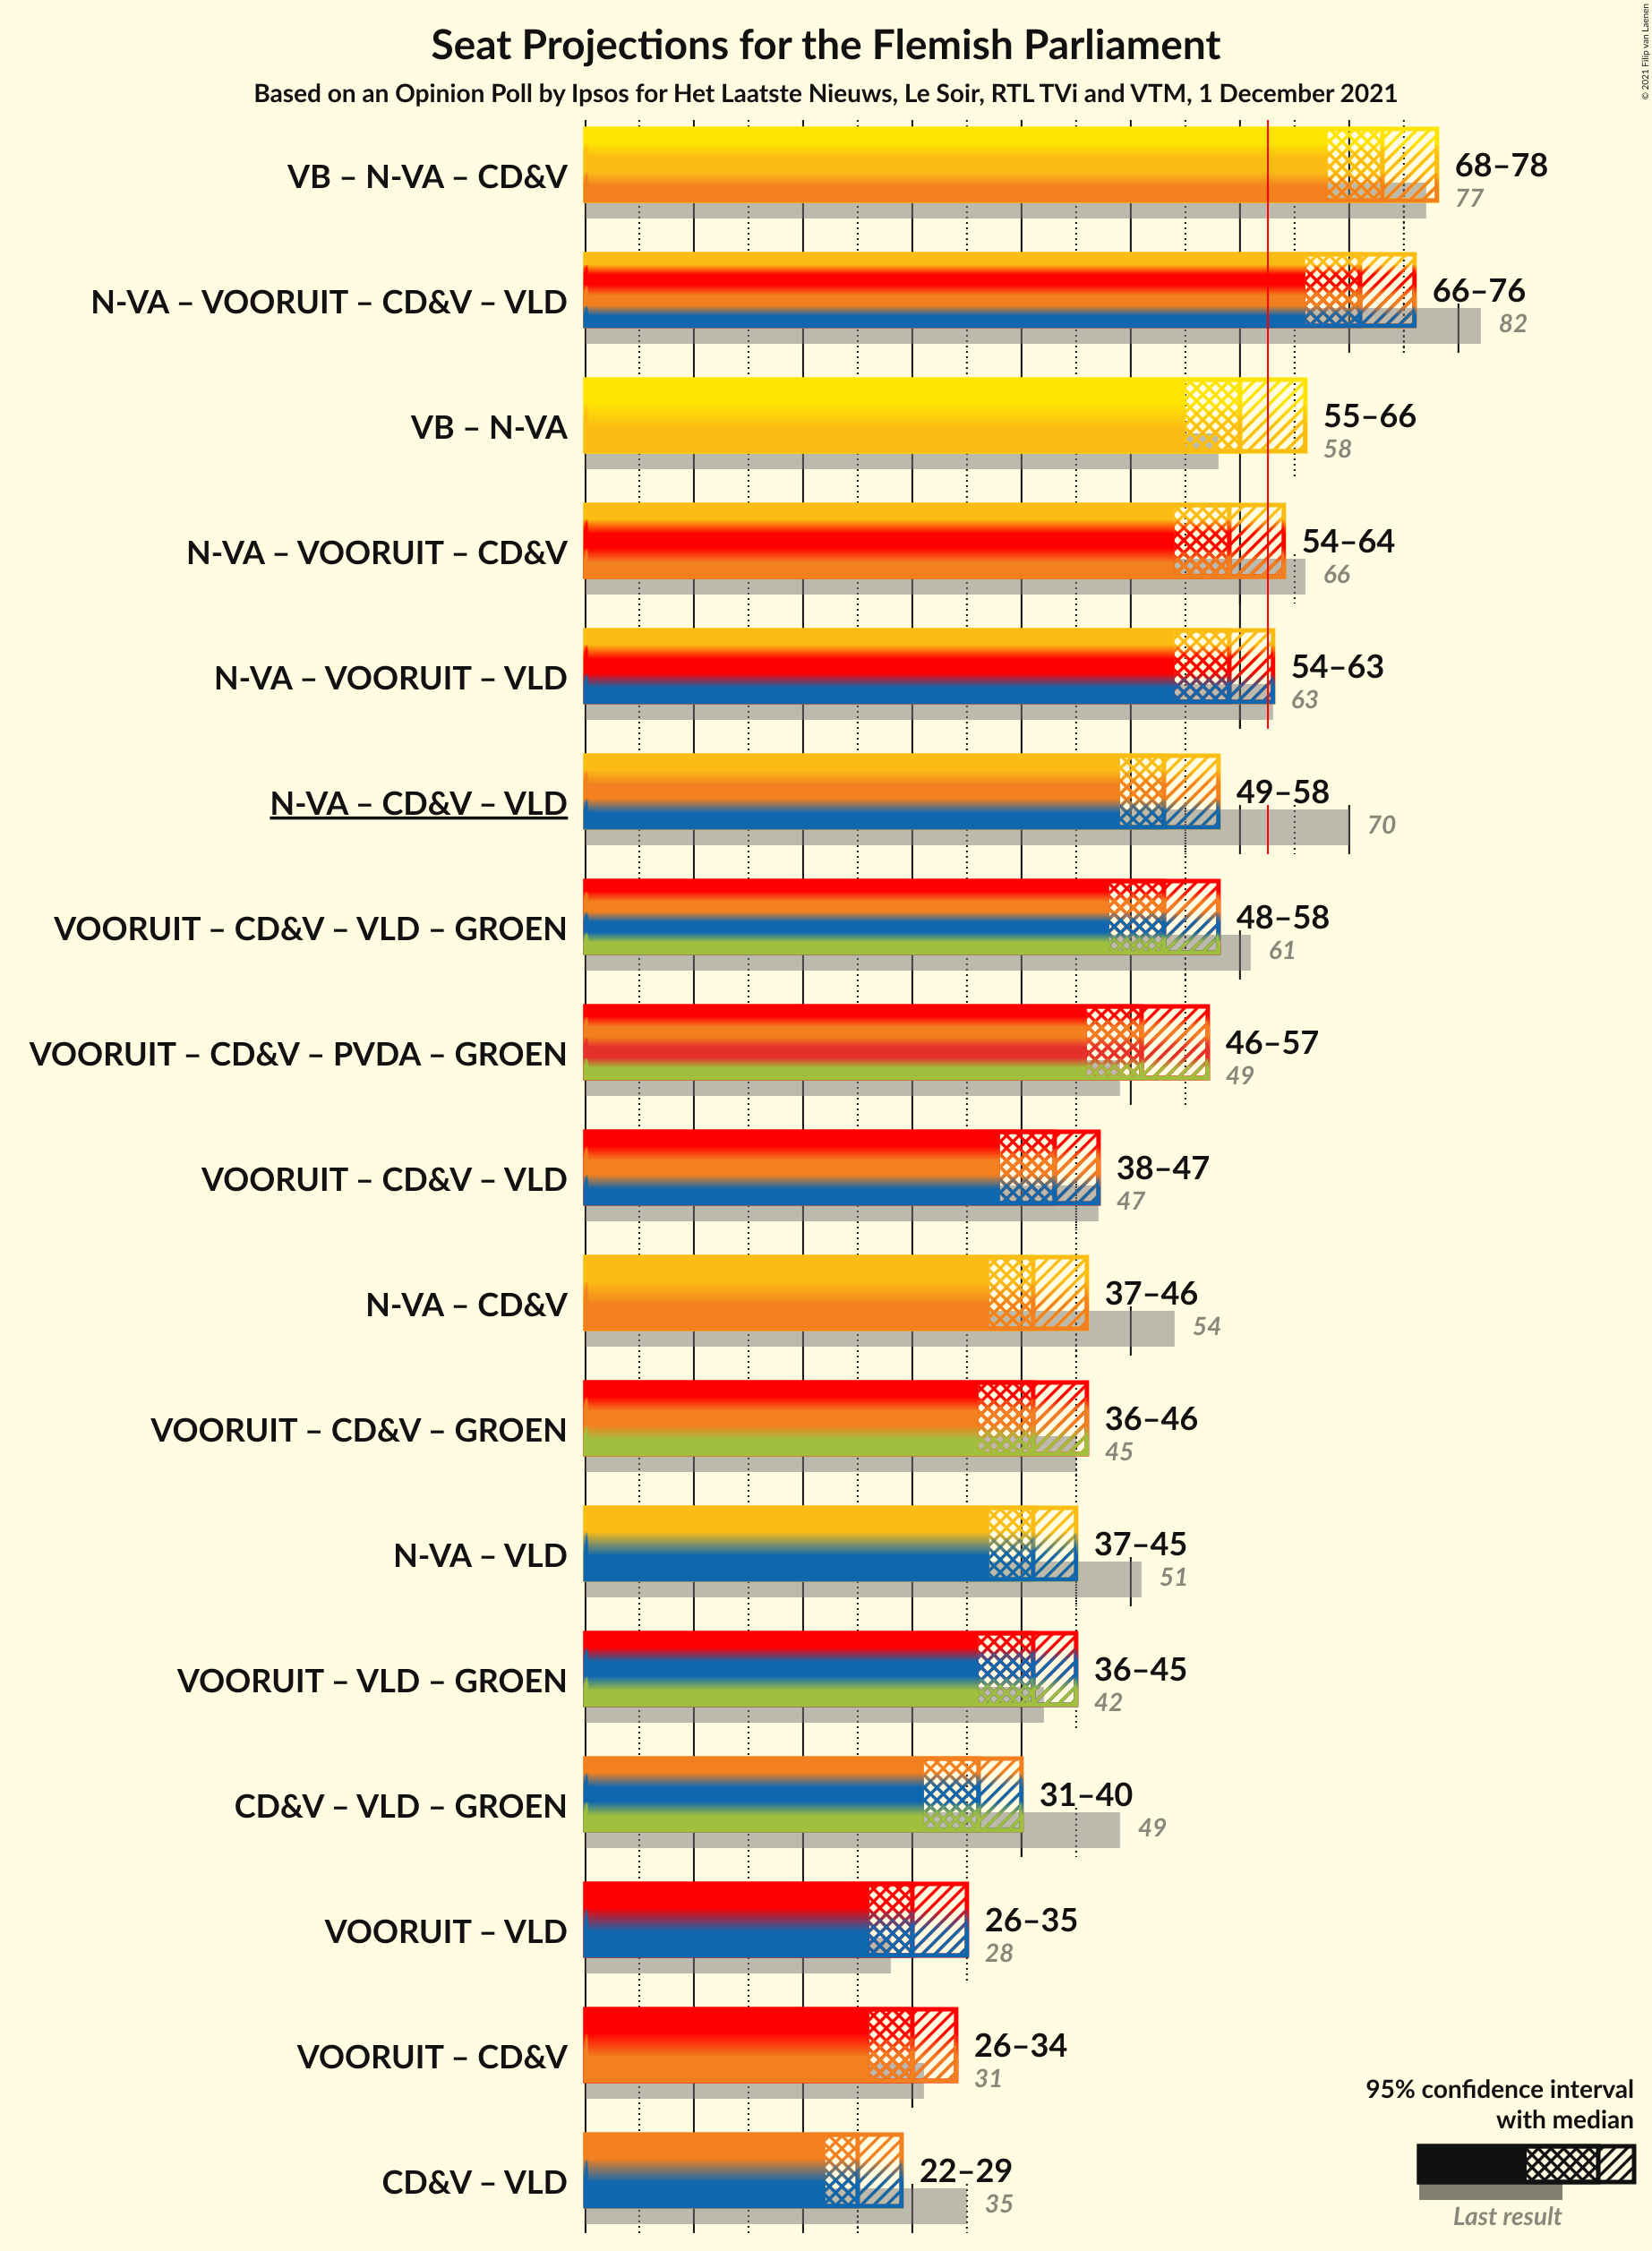 Seat Projections for the Flemish Parliament
Based on an Opinion Poll by Ipsos for Het Laatste Nieuws, Le Soir, RTL TVi and VTM, 1 December 2021
© 2021 Filip van Laenen
VB – N-VA – CD&V
68–78
77
N-VA – VOORUIT – CD&V – VLD
66–76
82
VB – N-VA
55–66
58
N-VA – VOORUIT – CD&V
54–64
66
N-VA – VOORUIT – VLD
54–63
63
N-VA – CD&V – VLD
49–58
70
VOORUIT – CD&V – VLD – GROEN
48–58
61
VOORUIT – CD&V – PVDA – GROEN
46–57
49
VOORUIT – CD&V – VLD
38–47
47
N-VA – CD&V
37–46
54
VOORUIT – CD&V – GROEN
36–46
45
N-VA – VLD
37–45
51
VOORUIT – VLD – GROEN
36–45
42
CD&V – VLD – GROEN
31–40
49
VOORUIT – VLD
26–35
28
VOORUIT – CD&V
26–34
31
CD&V – VLD
22–29
35
95% confidence interval
with median
Last result